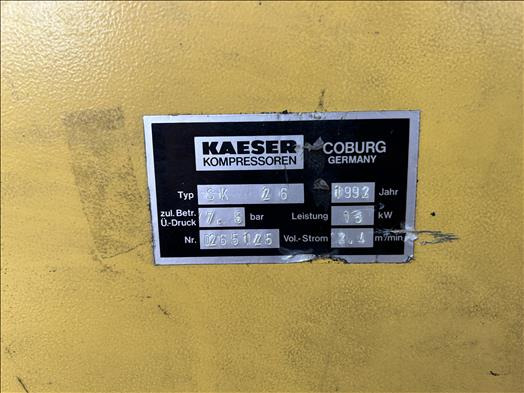 KAESER
KOMPRESSOREN
COBURG
GERMANY
Typ SK 26 1992 Jahr
zul. Betr. Ü.-Druck 7.5 bar Leistung 15 kW
Nr. Vol.-Strom 2.4 m³/min